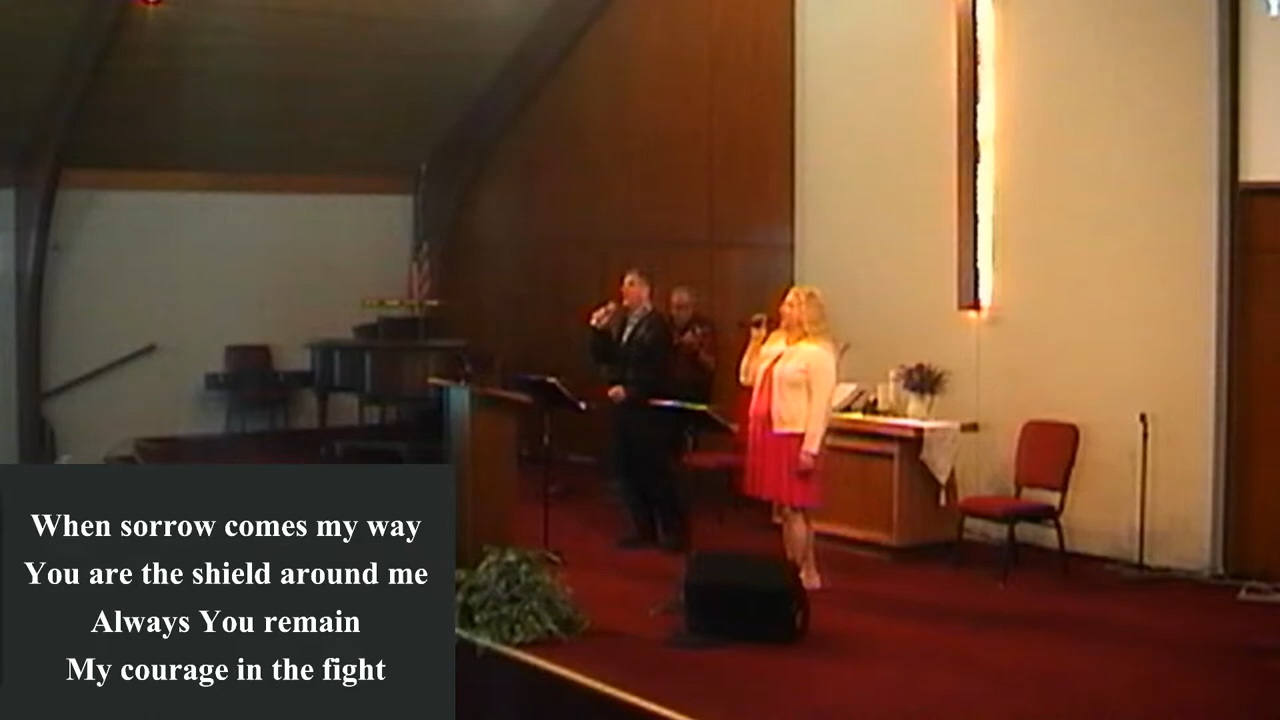 When sorrow comes my way
You are the shield around me
Always You remain
My courage in the fight